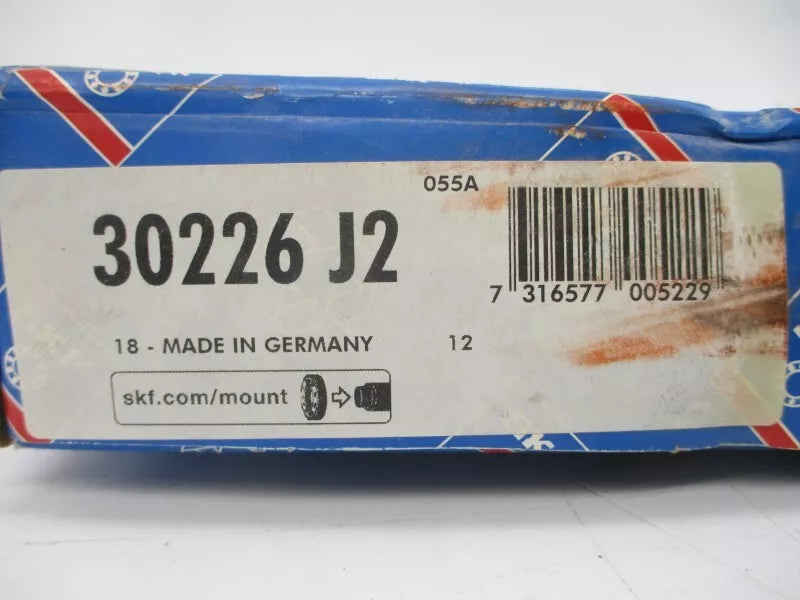 055A
30226 J2
7 316577 005229
18 - MADE IN GERMANY 12
skf.com/mount